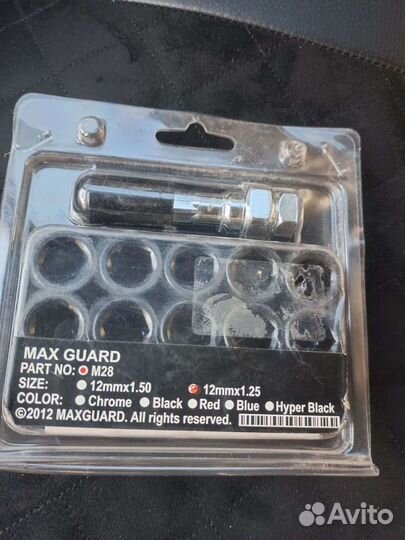 MAX GUARD
PART NO: M28
SIZE: 12mmx1.50 12mmx1.25
COLOR: Chrome Black Red Blue Hyper Black
©2012 MAXGUARD. All rights reserved.
Avito